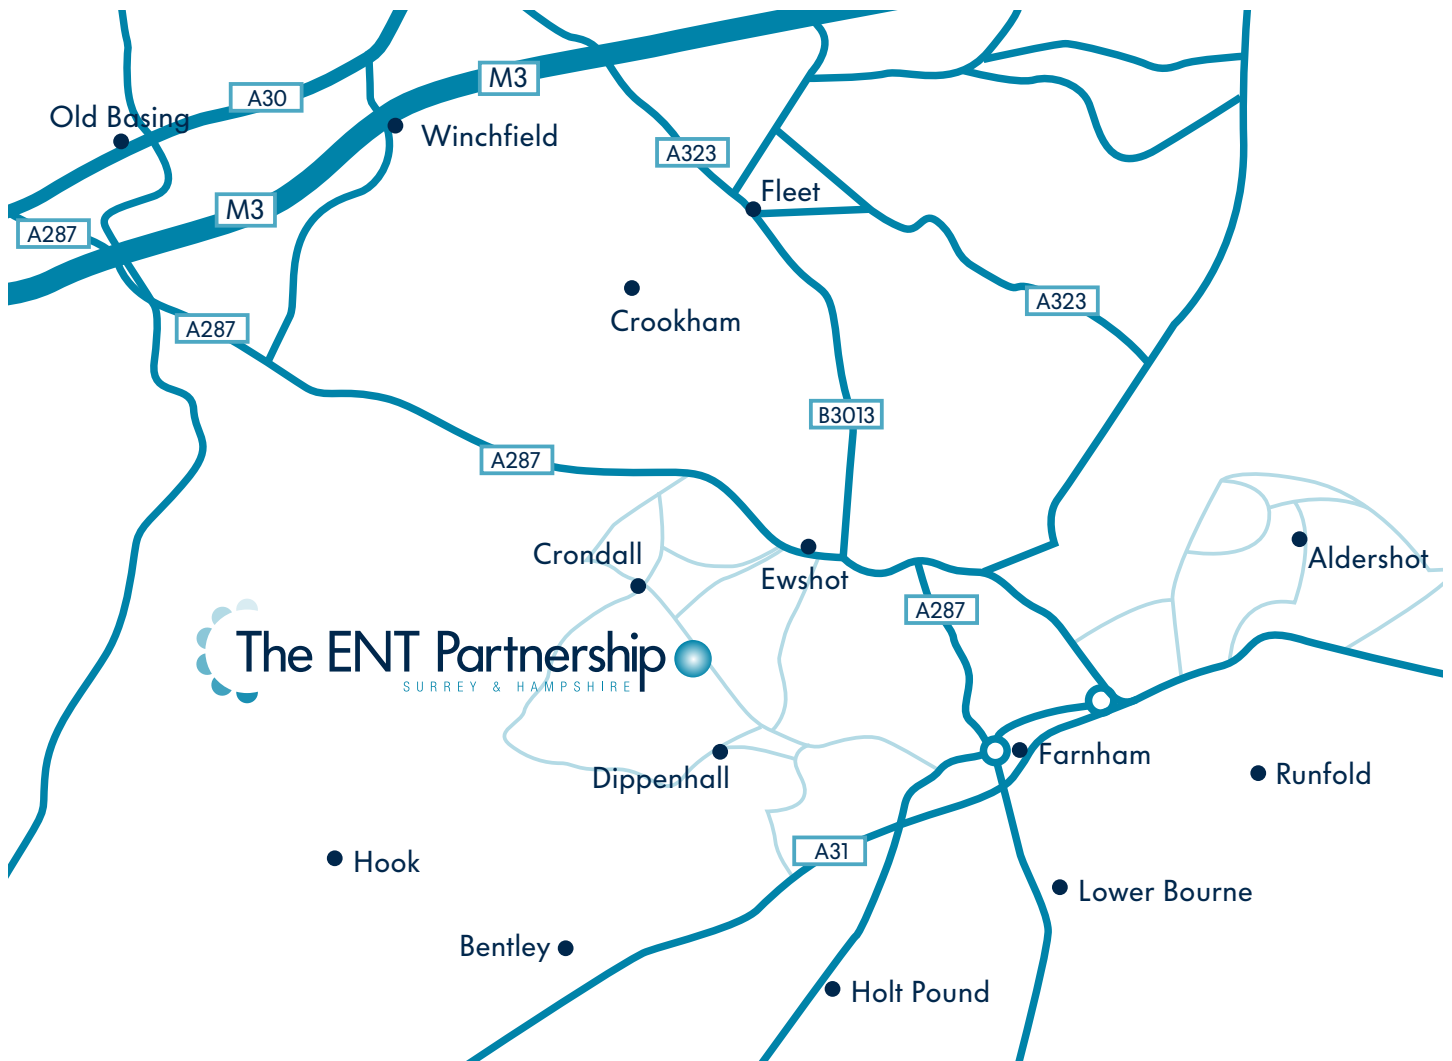 M3
A30
Old Basing
Winchfield
A323
Fleet
M3
A287
A323
Crookham
A287
B3013
A287
Crondall
Aldershot
Ewshot
A287
The ENT Partnership
SURREY & HAMPSHIRE
Farnham
Dippenhall
Runfold
A31
Hook
Lower Bourne
Bentley
Holt Pound